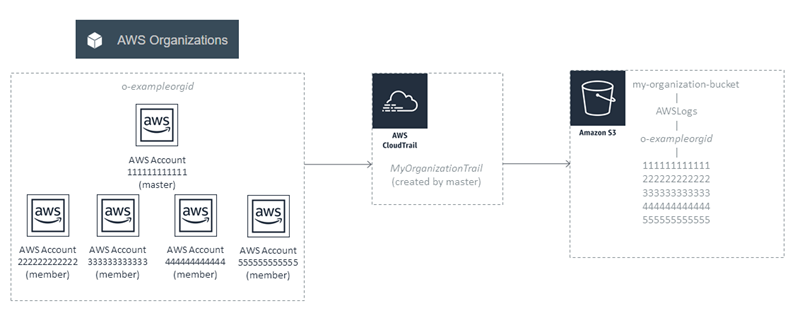 AWS Organizations
o-exampleorgid
aws
AWS Account
111111111111
(master)
aws
AWS Account
222222222222
(member)
aws
AWS Account
333333333333
(member)
aws
AWS Account
444444444444
(member)
aws
AWS Account
555555555555
(member)
AWS
CloudTrail
MyOrganizationTrail
(created by master)
Amazon S3
my-organization-bucket
AWSLogs
o-exampleorgid
111111111111
222222222222
333333333333
444444444444
555555555555